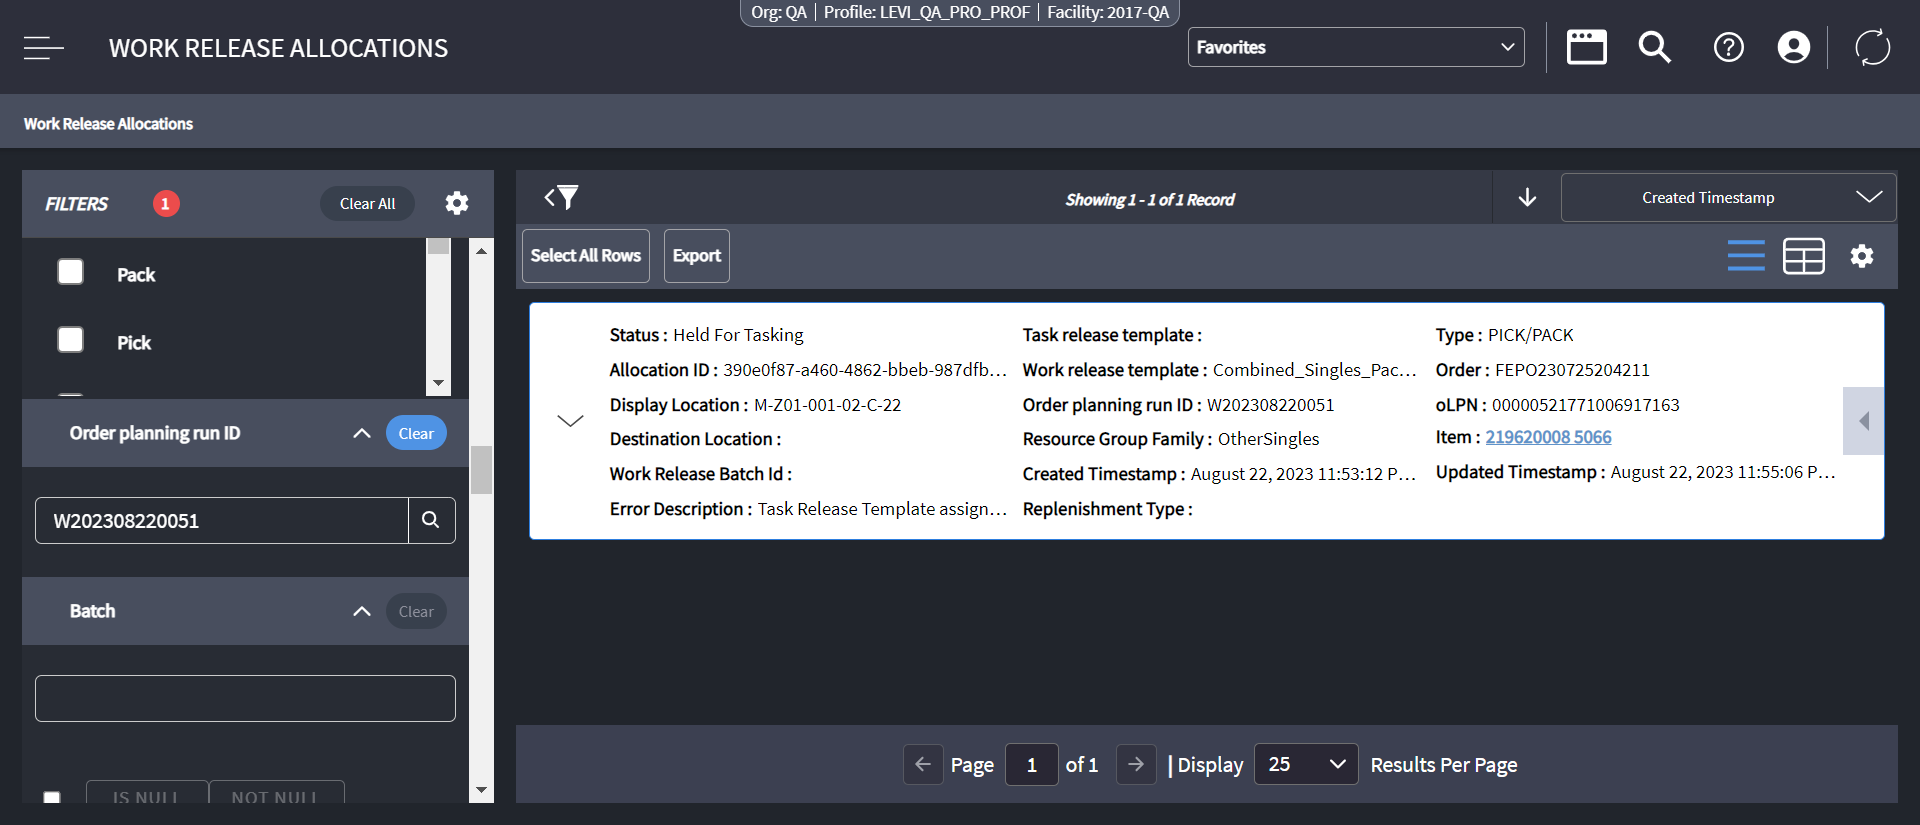 Org: QA | Profile: LEVI_QA_PRO_PROF | Facility: 2017-QA
WORK RELEASE ALLOCATIONS
Favorites
Work Release Allocations
FILTERS
1
Clear All
Pack
Pick
Order planning run ID
Clear
W202308220051
Batch
Clear
IS NULL
NOT NULL
Showing 1 - 1 of 1 Record
Created Timestamp
Select All Rows
Export
Status : Held For Tasking
Allocation ID : 390e0f87-a460-4862-bbeb-987dfb...
Display Location : M-Z01-001-02-C-22
Destination Location :
Work Release Batch Id :
Error Description : Task Release Template assign...
Task release template :
Work release template : Combined_Singles_Pac...
Order planning run ID : W202308220051
Resource Group Family : OtherSingles
Created Timestamp : August 22, 2023 11:53:12 P...
Replenishment Type :
Type : PICK/PACK
Order : FEPO230725204211
oLPN : 00000521771006917163
Item : 219620008 5066
Updated Timestamp : August 22, 2023 11:55:06 P...
Page 1 of 1 | Display 25 Results Per Page